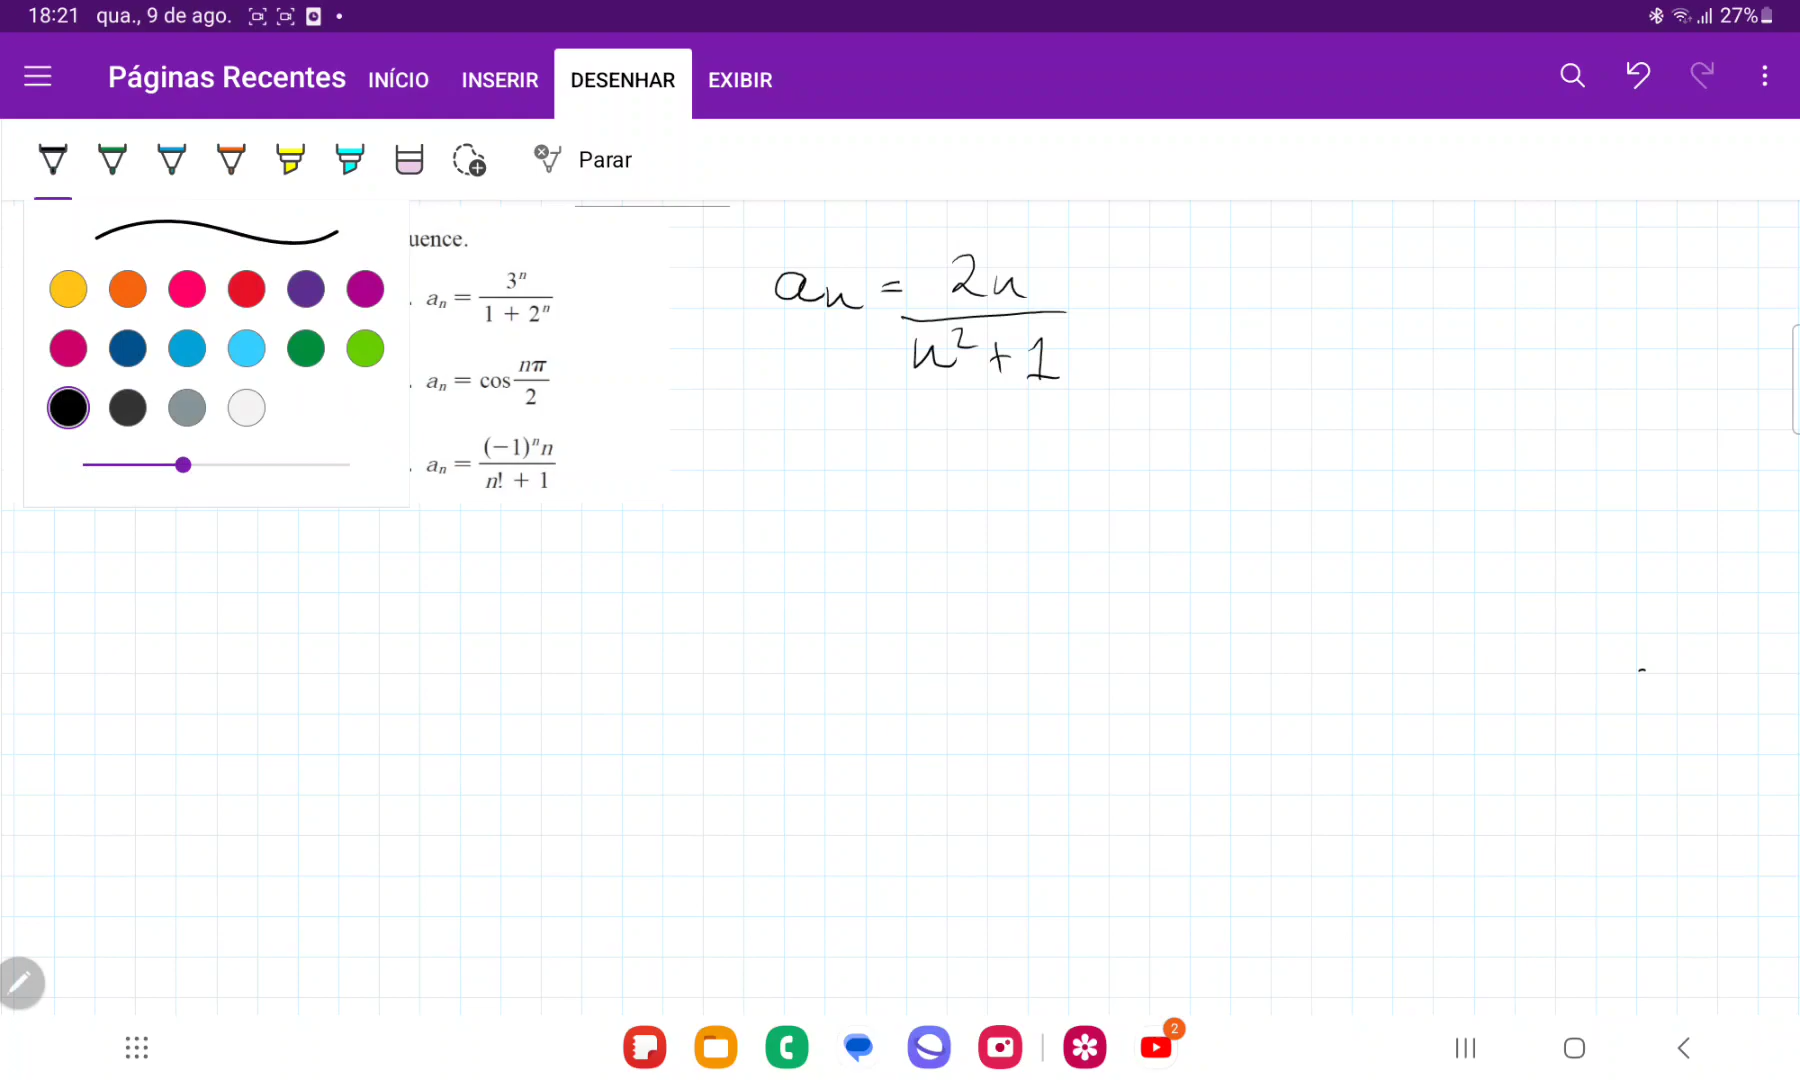 18:21 qua., 9 de ago. 27%
Páginas Recentes INÍCIO INSERIR DESENHAR EXIBIR
Parar
uence.
. aₙ = 3ⁿ / (1 + 2ⁿ)
. aₙ = cos nπ / 2
. aₙ = (−1)ⁿn / (n! + 1)
aₙ = 2n / (n² + 1)
2